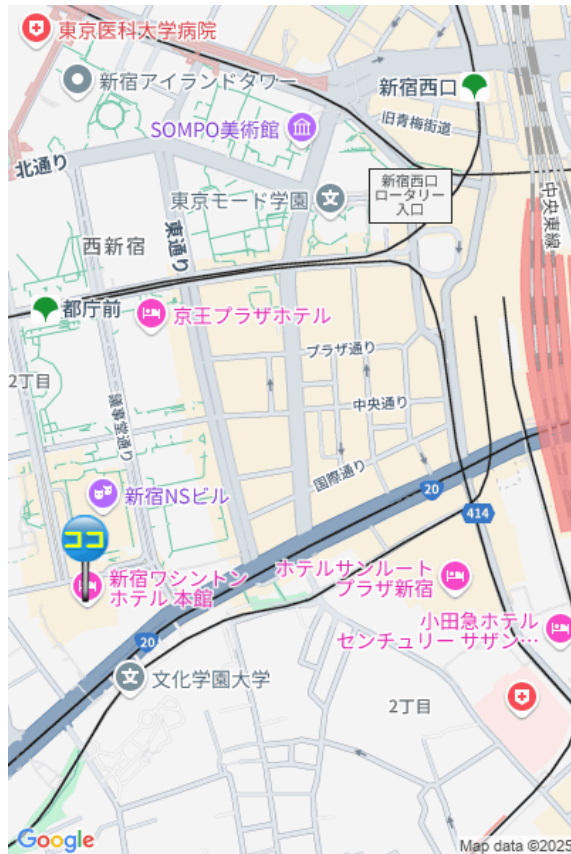 東京医科大学病院
新宿アイランドタワー
新宿西口
旧青梅街道
SOMPO美術館
北通り
新宿西口
ロータリー
入口
中央東線
東京モード学園
東通り
西新宿
都庁前
京王プラザホテル
プラザ通り
2丁目
議事堂通り
中央通り
国際通り
20
新宿NSビル
414
ココ
新宿ワシントン
ホテル 本館
ホテルサンルート
プラザ新宿
小田急ホテル
センチュリー サザン…
20
文化学園大学
2丁目
Google
Map data ©2025